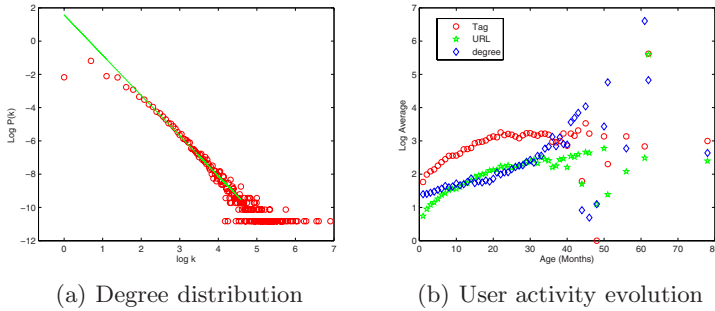 2
0
−2
−4
−6
−8
−10
−12
0 1 2 3 4 5 6 7
Log P(k)
log k
(a) Degree distribution
7
6
5
4
3
2
1
0
0 10 20 30 40 50 60 70 80
Log Average
Age (Months)
Tag
URL
degree
(b) User activity evolution